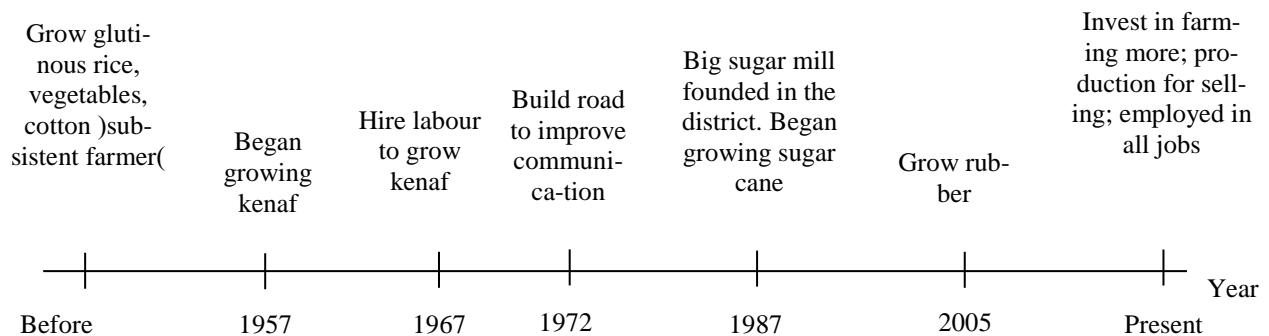 Grow gluti-
nous rice,
vegetables,
cotton )sub-
sistent farmer(
Began
growing
kenaf
Hire labour
to grow
kenaf
Build road
to improve
communi-
ca-tion
Big sugar mill
founded in the
district. Began
growing sugar
cane
Grow rub-
ber
Invest in farm-
ing more; pro-
duction for sell-
ing; employed in
all jobs
Year
Before
1957
1967
1972
1987
2005
Present